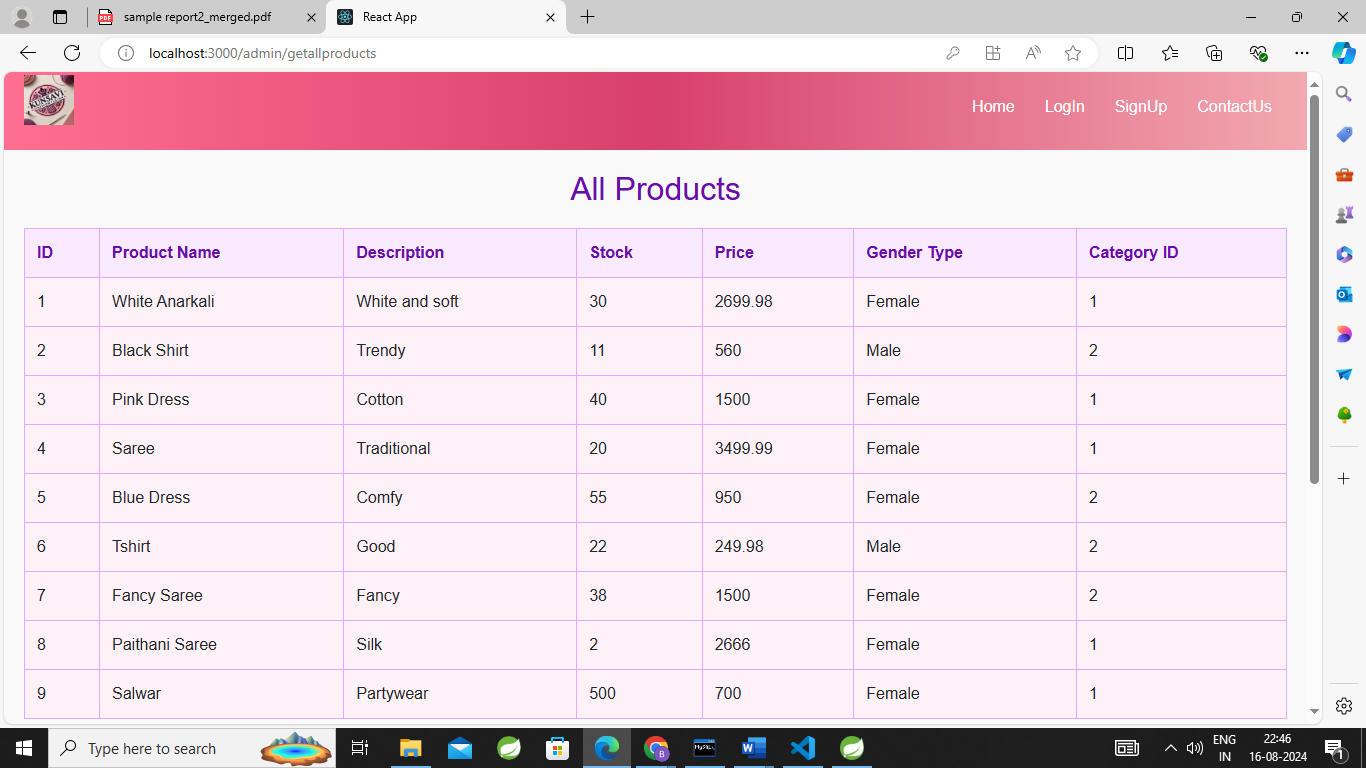 sample report2_merged.pdf
React App
localhost:3000/admin/getallproducts
KUNSAVI
Home LogIn SignUp ContactUs
All Products
ID Product Name Description Stock Price Gender Type Category ID
1 White Anarkali White and soft 30 2699.98 Female 1
2 Black Shirt Trendy 11 560 Male 2
3 Pink Dress Cotton 40 1500 Female 1
4 Saree Traditional 20 3499.99 Female 1
5 Blue Dress Comfy 55 950 Female 2
6 Tshirt Good 22 249.98 Male 2
7 Fancy Saree Fancy 38 1500 Female 2
8 Paithani Saree Silk 2 2666 Female 1
9 Salwar Partywear 500 700 Female 1
Type here to search
ENG
IN
22:46
16-08-2024
1